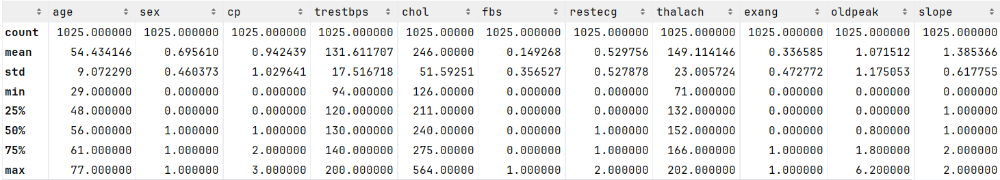 age sex cp trestbps chol fbs restecg thalach exang oldpeak slope
count 1025.000000 1025.000000 1025.000000 1025.000000 1025.00000 1025.000000 1025.000000 1025.000000 1025.000000 1025.000000 1025.000000
mean 54.434146 0.695610 0.942439 131.611707 246.00000 0.149268 0.529756 149.114146 0.336585 1.071512 1.385366
std 9.072290 0.460373 1.029641 17.516718 51.59251 0.356527 0.527878 23.005724 0.472772 1.175053 0.617755
min 29.000000 0.000000 0.000000 94.000000 126.00000 0.000000 0.000000 71.000000 0.000000 0.000000 0.000000
25% 48.000000 0.000000 0.000000 120.000000 211.00000 0.000000 0.000000 132.000000 0.000000 0.000000 1.000000
50% 56.000000 1.000000 1.000000 130.000000 240.00000 0.000000 1.000000 152.000000 0.000000 0.800000 1.000000
75% 61.000000 1.000000 2.000000 140.000000 275.00000 0.000000 1.000000 166.000000 1.000000 1.800000 2.000000
max 77.000000 1.000000 3.000000 200.000000 564.00000 1.000000 2.000000 202.000000 1.000000 6.200000 2.000000